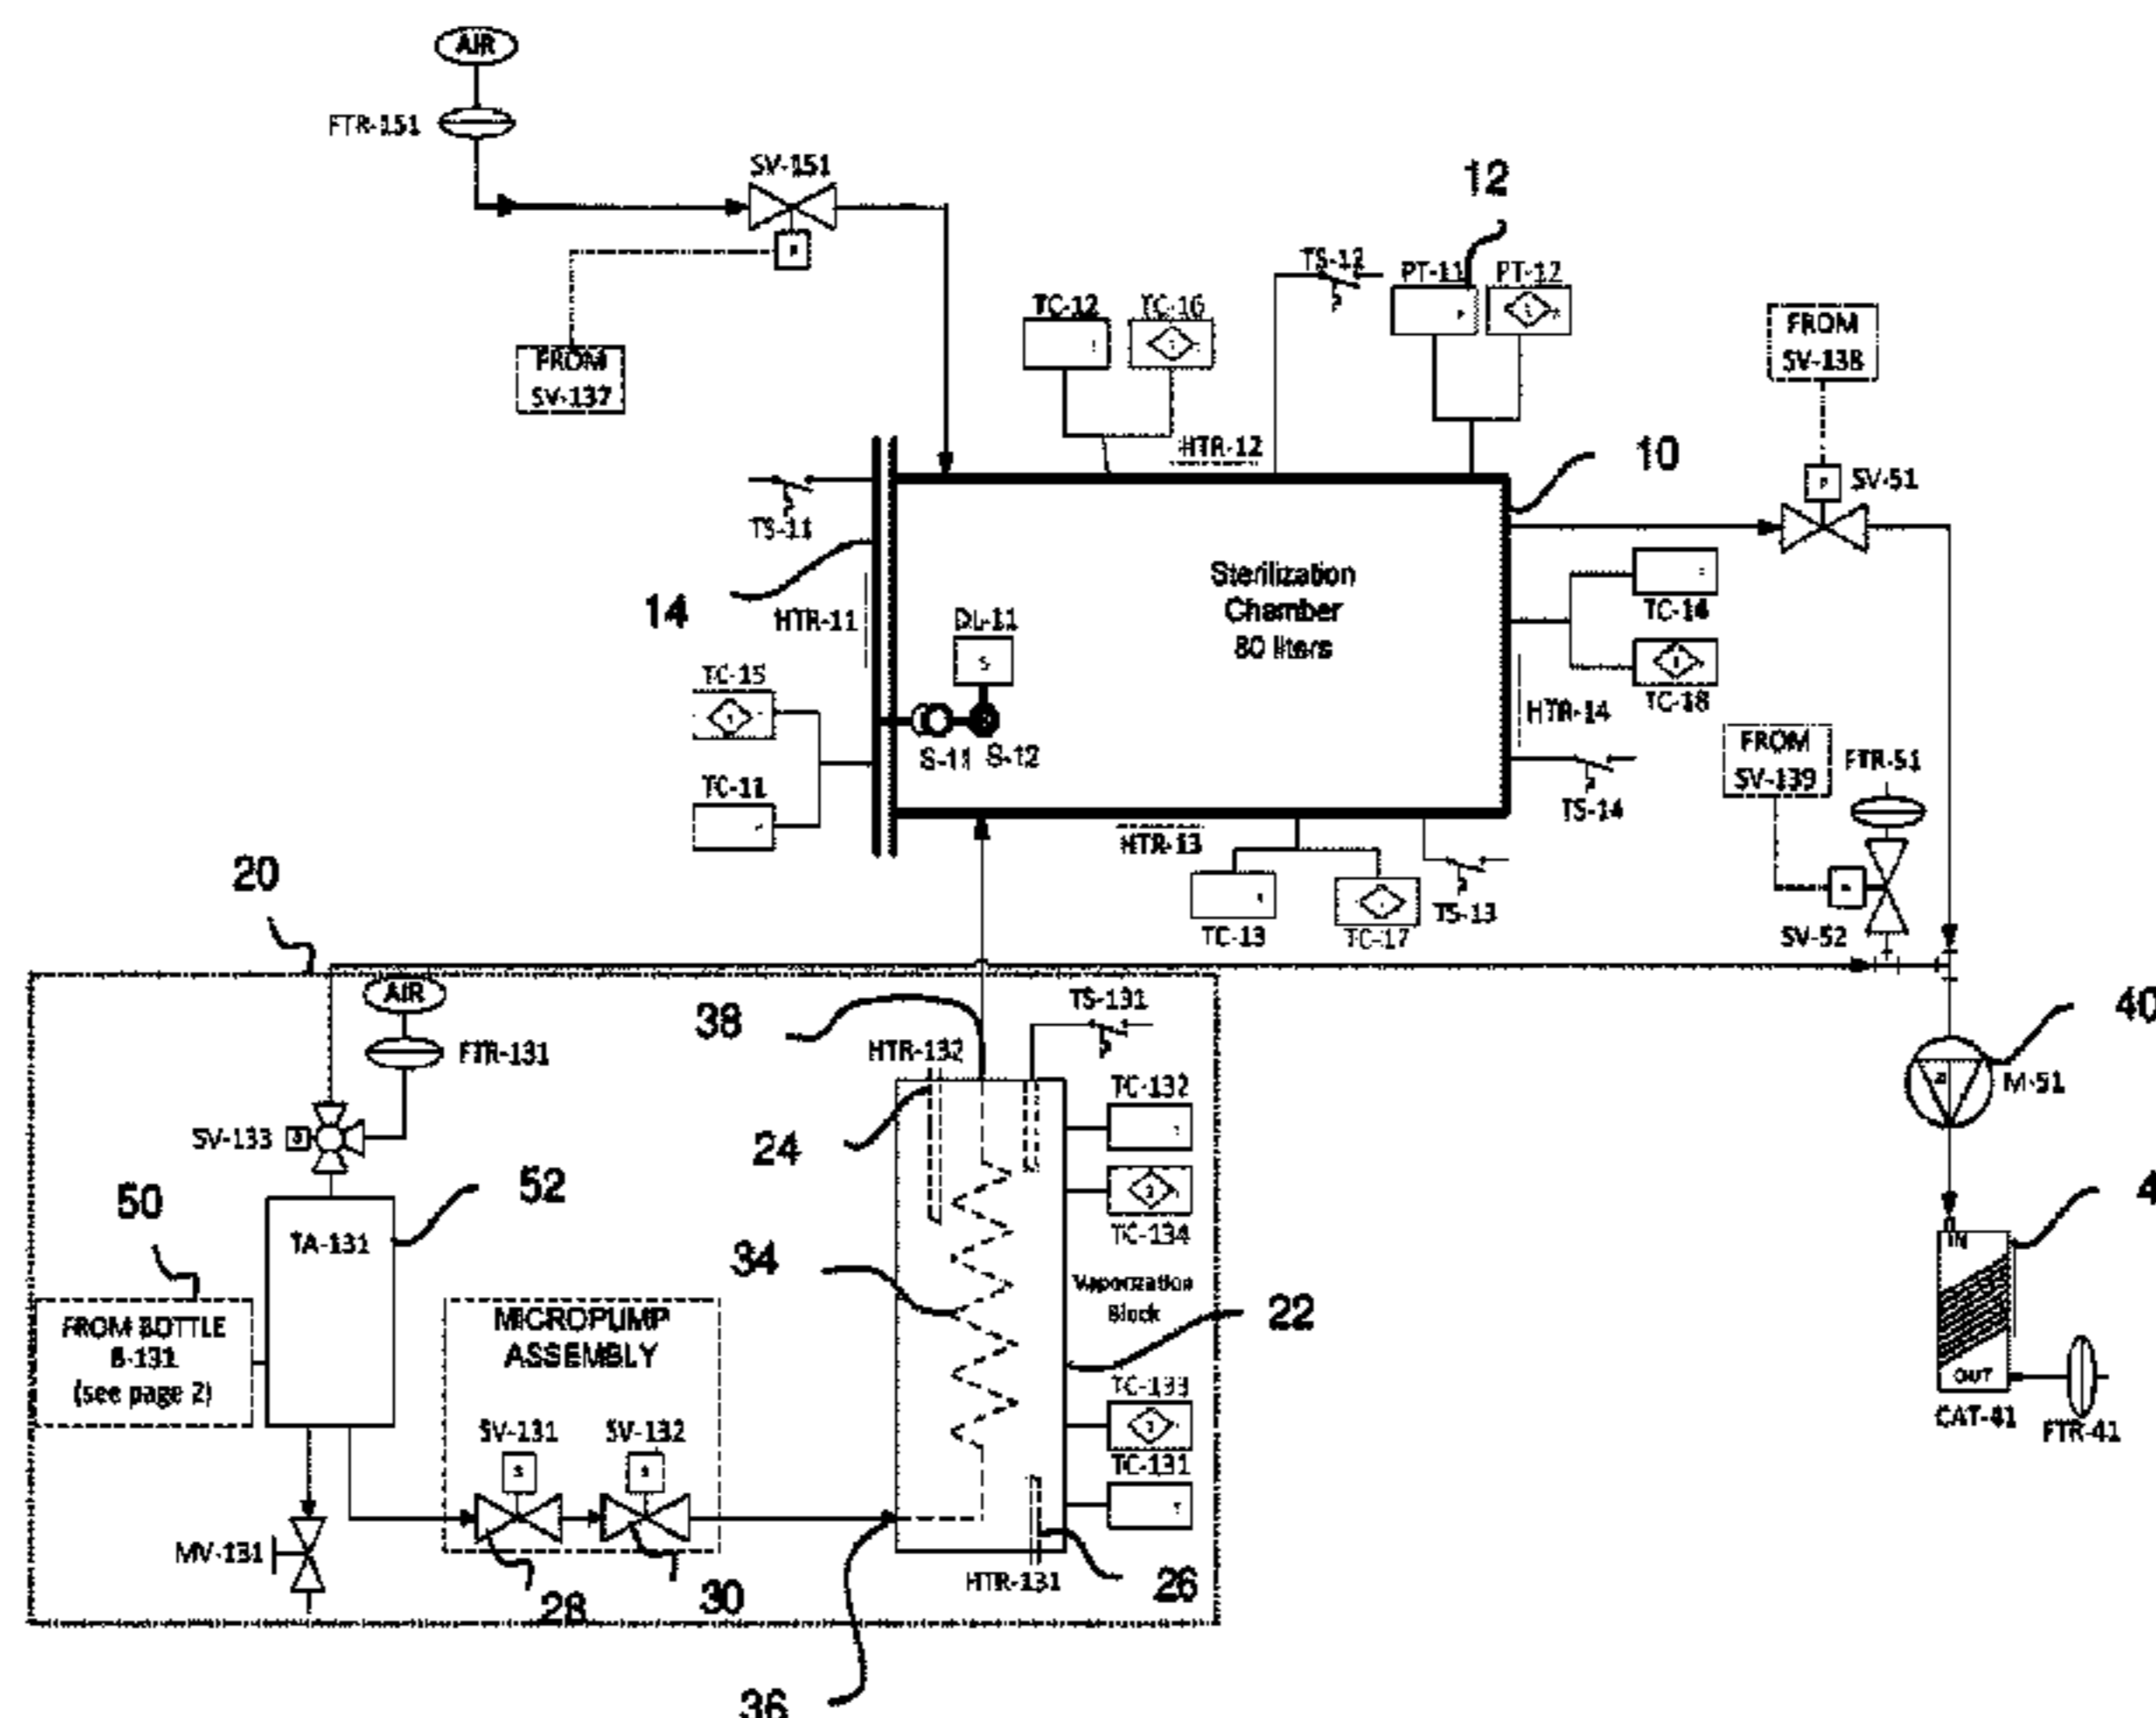 AIR
FTR-151
SV-151
12
TS-12
PT-11
PT-12
TC-12
TC-16
FROM
SV-138
FROM
SV-137
HTR-12
10
SV-51
TS-11
Sterilization
Chamber
80 liters
14
HTR-11
DL-11
S
TC-14
TC-15
TC-18
HTR-14
S-11
S-12
FROM
SV-139
FTR-51
TC-11
TS-14
HTR-13
20
TS-13
TC-13
TC-17
SV-52
AIR
38
TS-131
40
FTR-131
HTR-132
M-51
TC-132
SV-133
24
50
52
TC-134
4
TA-131
IN
34
Vaporization
Block
22
FROM BOTTLE
B-131
(see page 2)
MICROPUMP
ASSEMBLY
TC-133
OUT
CAT-41
FTR-41
SV-131
SV-132
TC-131
MV-131
HTR-131
26
28
30
36